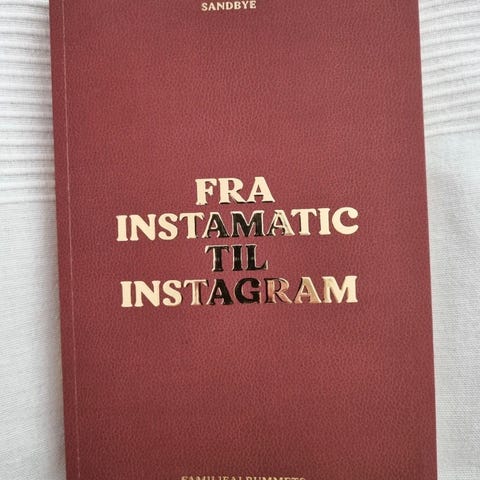 SANDBYE
FRA
INSTAMATIC
TIL
INSTAGRAM
FAMILIEALBUMMETS